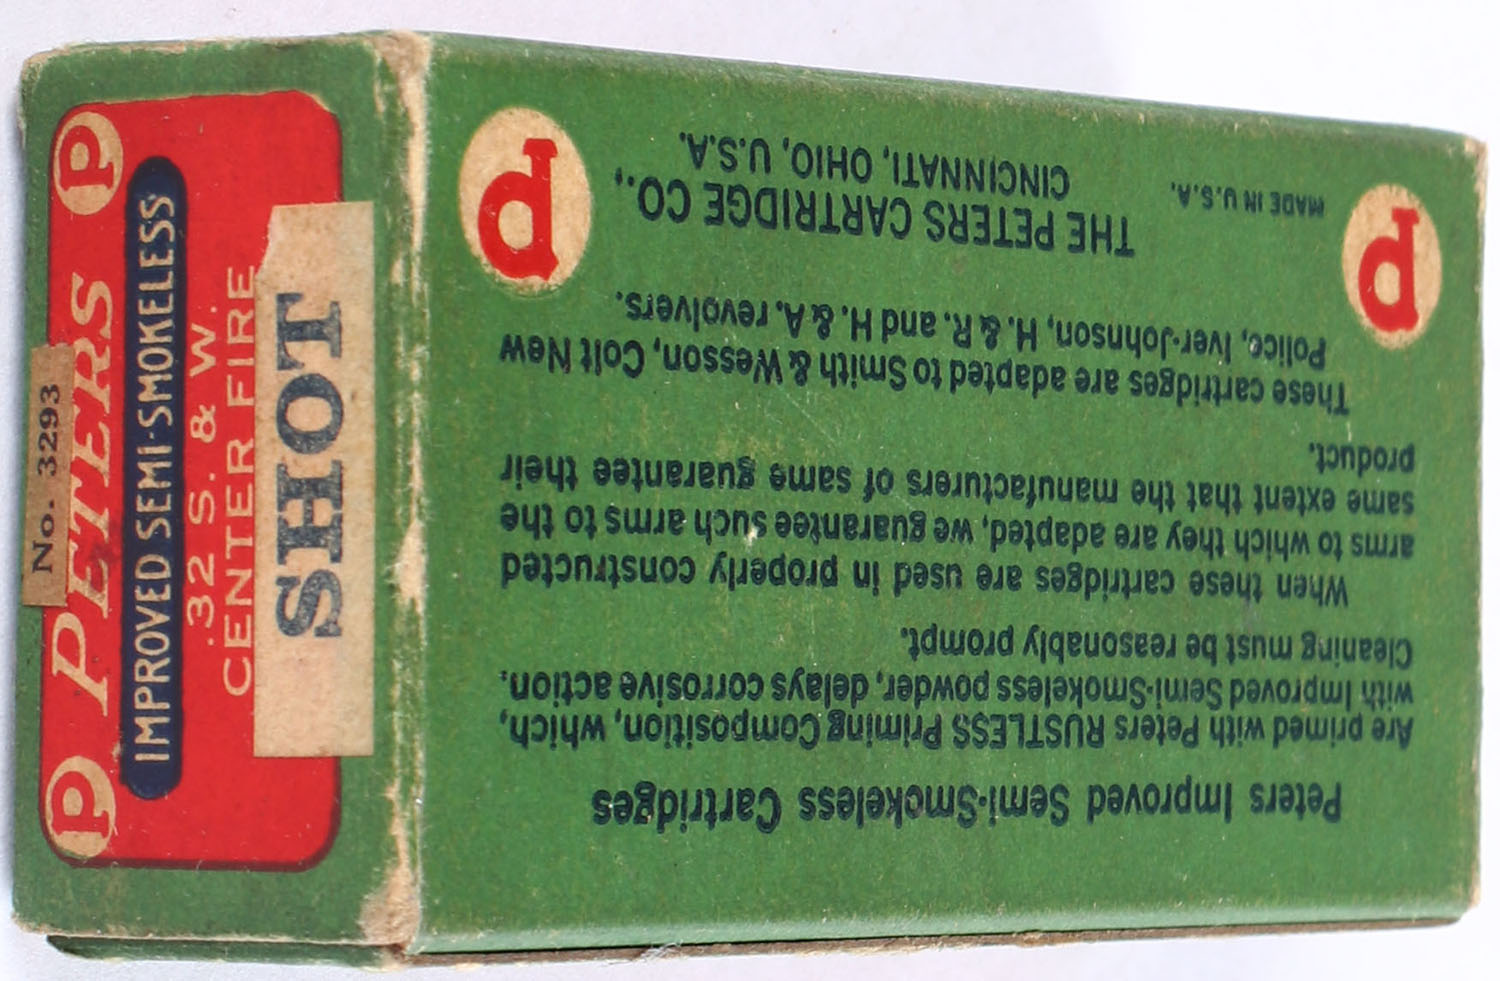 No. 3293
P
P
PETERS
IMPROVED SEMI-SMOKELESS
.32 S. & W.
CENTER FIRE
SHOT
Peters Improved Semi-Smokeless Cartridges
Are primed with Peters RUSTLESS Priming Composition, which,
with Improved Semi-Smokeless powder, delays corrosive action.
Cleaning must be reasonably prompt.
When these cartridges are used in properly constructed
arms to which they are adapted, we guarantee such arms to the
same extent that the manufacturers of same guarantee their
product.
These cartridges are adapted to Smith & Wesson, Colt New
Police, Iver-Johnson, H. & R. and H. & A. revolvers.
P
P
THE PETERS CARTRIDGE CO.,
CINCINNATI, OHIO, U.S.A.
MADE IN U.S.A.